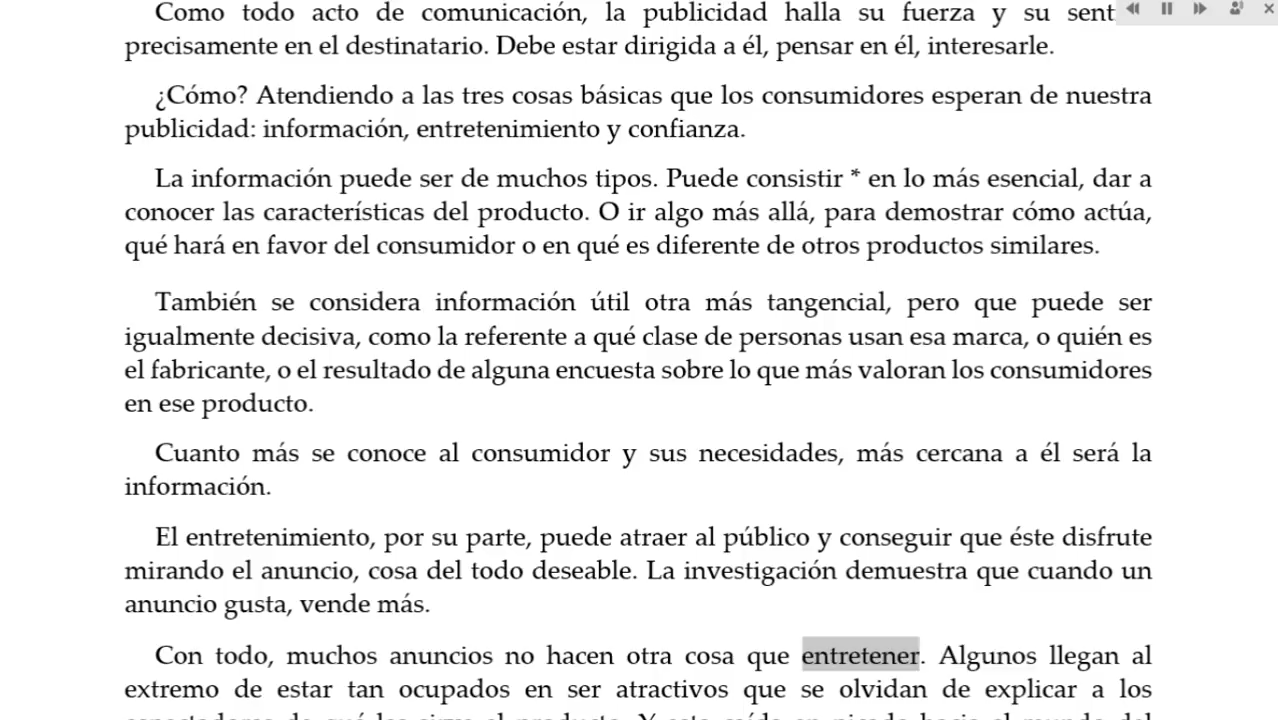 Como todo acto de comunicación, la publicidad halla su fuerza y su
precisamente en el destinatario. Debe estar dirigida a él, pensar en él, interesarle.
¿Cómo? Atendiendo a las tres cosas básicas que los consumidores esperan de nuestra
publicidad: información, entretenimiento y confianza.
La información puede ser de muchos tipos. Puede consistir * en lo más esencial, dar a
conocer las características del producto. O ir algo más allá, para demostrar cómo actúa,
qué hará en favor del consumidor o en qué es diferente de otros productos similares.
También se considera información útil otra más tangencial, pero que puede ser
igualmente decisiva, como la referente a qué clase de personas usan esa marca, o quién es
el fabricante, o el resultado de alguna encuesta sobre lo que más valoran los consumidores
en ese producto.
Cuanto más se conoce al consumidor y sus necesidades, más cercana a él será la
información.
El entretenimiento, por su parte, puede atraer al público y conseguir que éste disfrute
mirando el anuncio, cosa del todo deseable. La investigación demuestra que cuando un
anuncio gusta, vende más.
Con todo, muchos anuncios no hacen otra cosa que entretener. Algunos llegan al
extremo de estar tan ocupados en ser atractivos que se olvidan de explicar a los